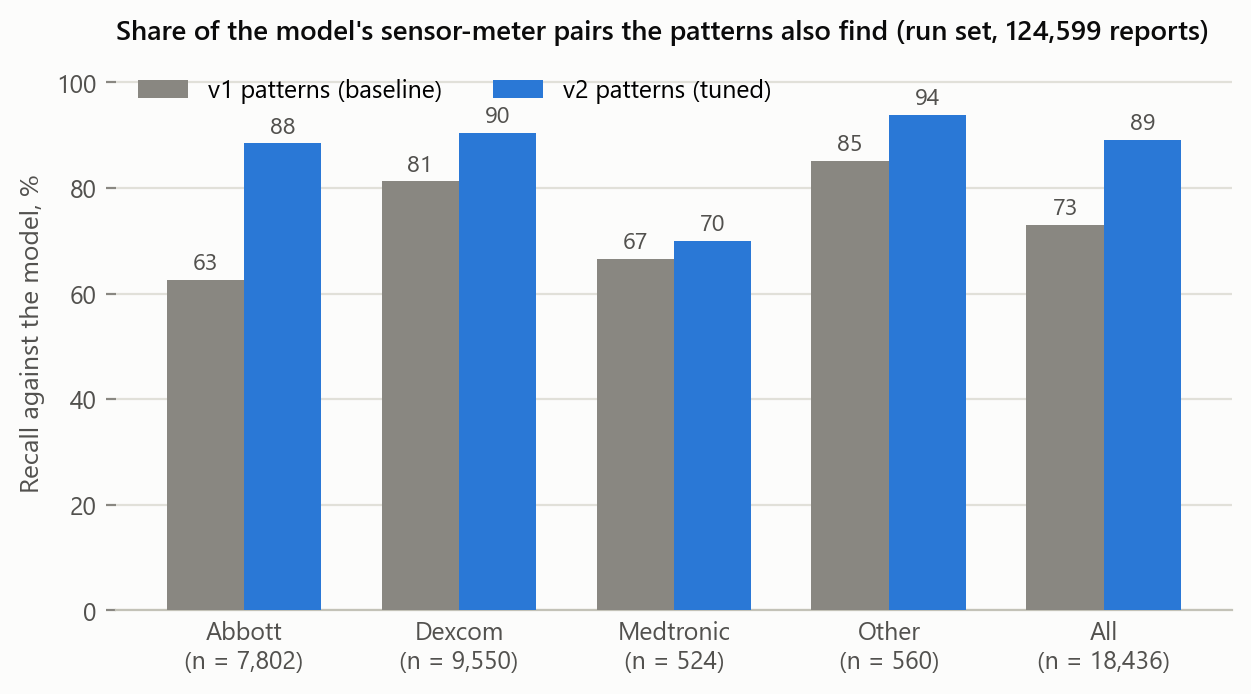 Share of the model's sensor-meter pairs the patterns also find (run set, 124,599 reports)
v1 patterns (baseline)
v2 patterns (tuned)
Recall against the model, %
100
80
60
40
20
0
63
88
81
90
67
70
85
94
73
89
Abbott
(n = 7,802)
Dexcom
(n = 9,550)
Medtronic
(n = 524)
Other
(n = 560)
All
(n = 18,436)